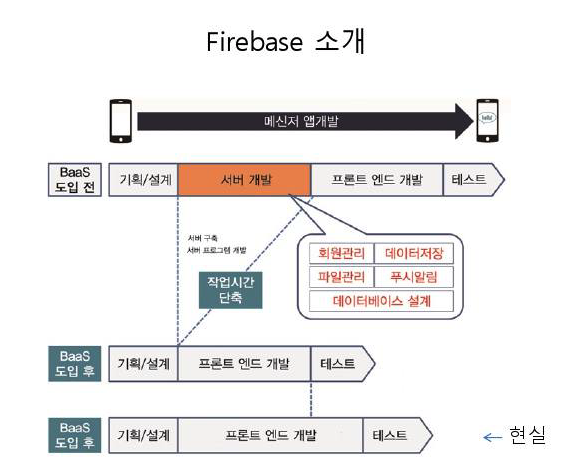 Firebase 소개
메신저 앱개발
BaaS
도입 전
기획/설계
서버 개발
프론트 엔드 개발
테스트
서버 구축
서버 프로그램 개발
작업시간
단축
회원관리
데이터저장
파일관리
푸시알림
데이터베이스 설계
BaaS
도입 후
기획/설계
프론트 엔드 개발
테스트
BaaS
도입 후
기획/설계
프론트 엔드 개발
테스트
← 현실